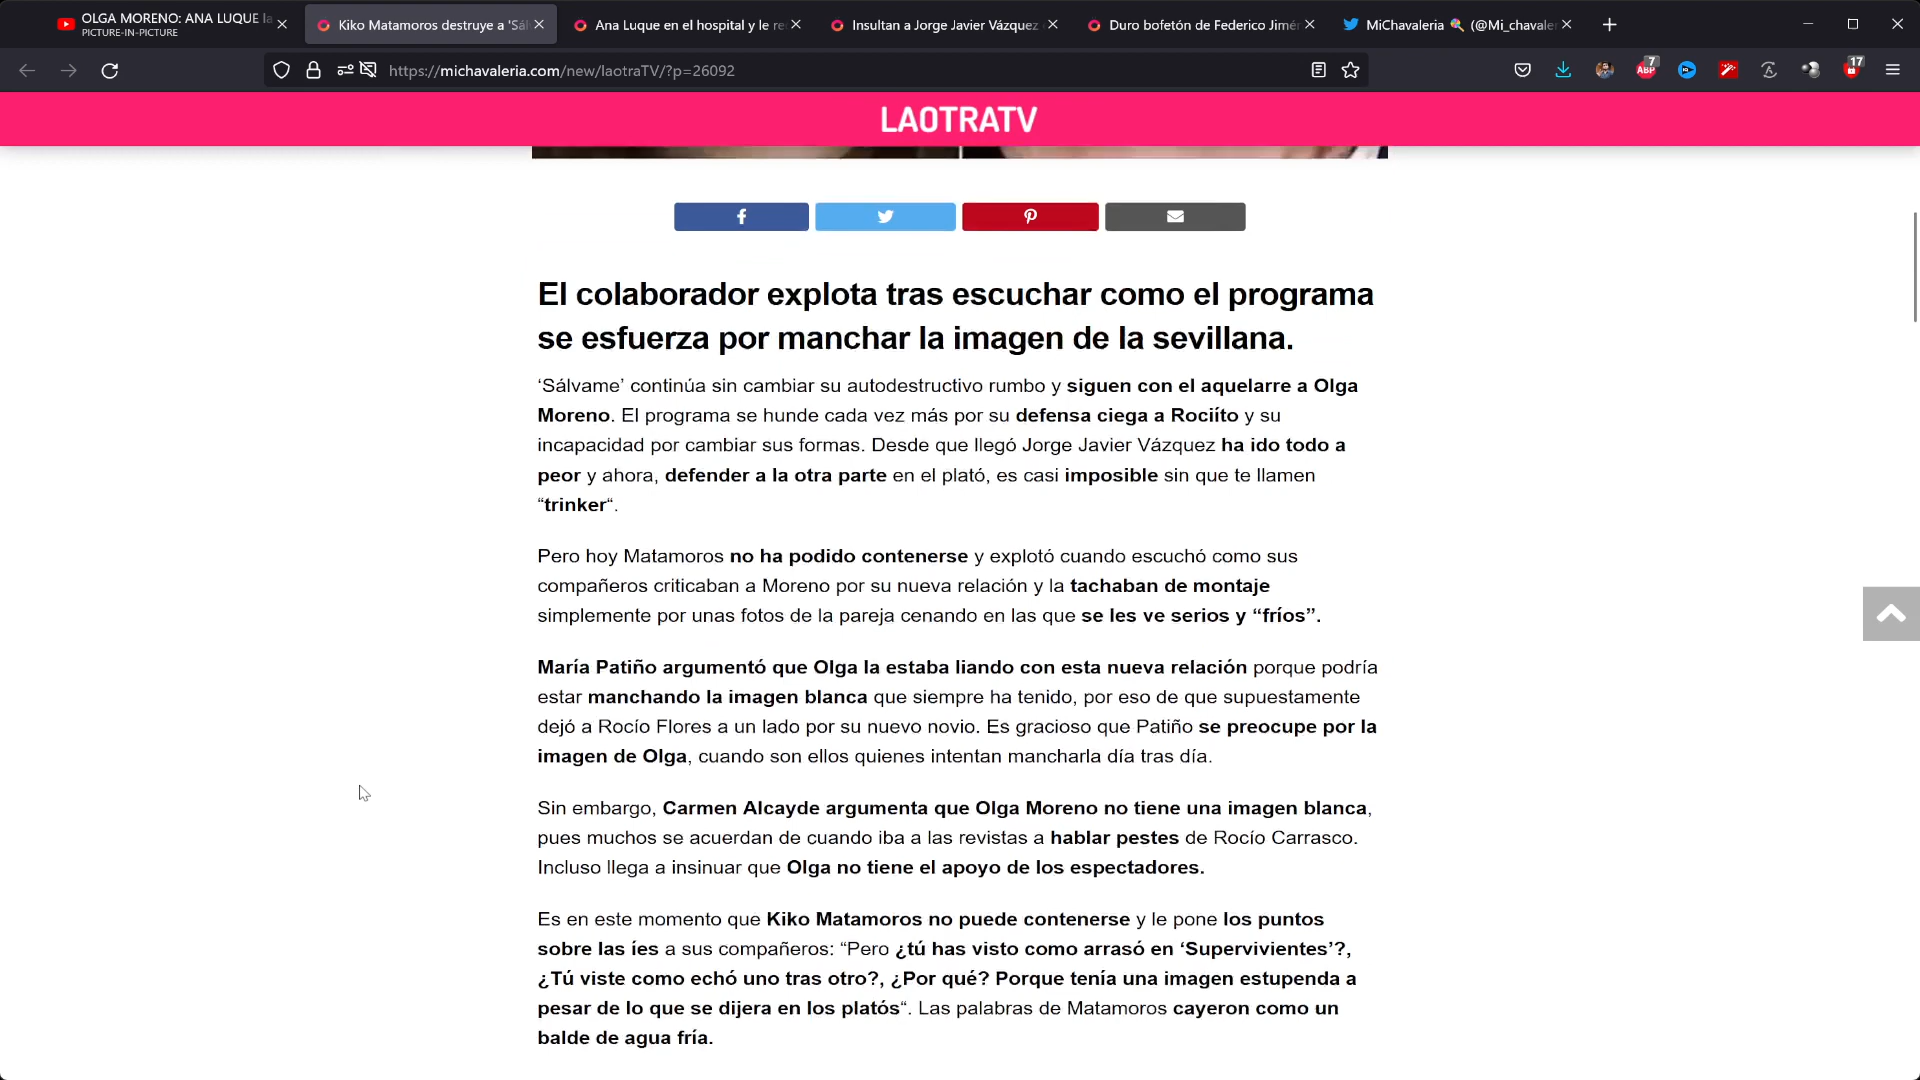 OLGA MORENO: ANA LUQUE la
PICTURE-IN-PICTURE
Kiko Matamoros destruye a 'Sál
Ana Luque en el hospital y le re
Insultan a Jorge Javier Vázquez
Duro bofetón de Federico Jimén
MiChavaleria 🍭 (@Mi_chavaler
https://michavaleria.com/new/laotraTV/?p=26092
ABP
7
17
LAOTRATV
El colaborador explota tras escuchar como el programa
se esfuerza por manchar la imagen de la sevillana.
‘Sálvame’ continúa sin cambiar su autodestructivo rumbo y siguen con el aquelarre a Olga
Moreno. El programa se hunde cada vez más por su defensa ciega a Rociíto y su
incapacidad por cambiar sus formas. Desde que llegó Jorge Javier Vázquez ha ido todo a
peor y ahora, defender a la otra parte en el plató, es casi imposible sin que te llamen
“trinker“.
Pero hoy Matamoros no ha podido contenerse y explotó cuando escuchó como sus
compañeros criticaban a Moreno por su nueva relación y la tachaban de montaje
simplemente por unas fotos de la pareja cenando en las que se les ve serios y “fríos”.
María Patiño argumentó que Olga la estaba liando con esta nueva relación porque podría
estar manchando la imagen blanca que siempre ha tenido, por eso de que supuestamente
dejó a Rocío Flores a un lado por su nuevo novio. Es gracioso que Patiño se preocupe por la
imagen de Olga, cuando son ellos quienes intentan mancharla día tras día.
Sin embargo, Carmen Alcayde argumenta que Olga Moreno no tiene una imagen blanca,
pues muchos se acuerdan de cuando iba a las revistas a hablar pestes de Rocío Carrasco.
Incluso llega a insinuar que Olga no tiene el apoyo de los espectadores.
Es en este momento que Kiko Matamoros no puede contenerse y le pone los puntos
sobre las íes a sus compañeros: “Pero ¿tú has visto como arrasó en ‘Supervivientes’?,
¿Tú viste como echó uno tras otro?, ¿Por qué? Porque tenía una imagen estupenda a
pesar de lo que se dijera en los platós“. Las palabras de Matamoros cayeron como un
balde de agua fría.